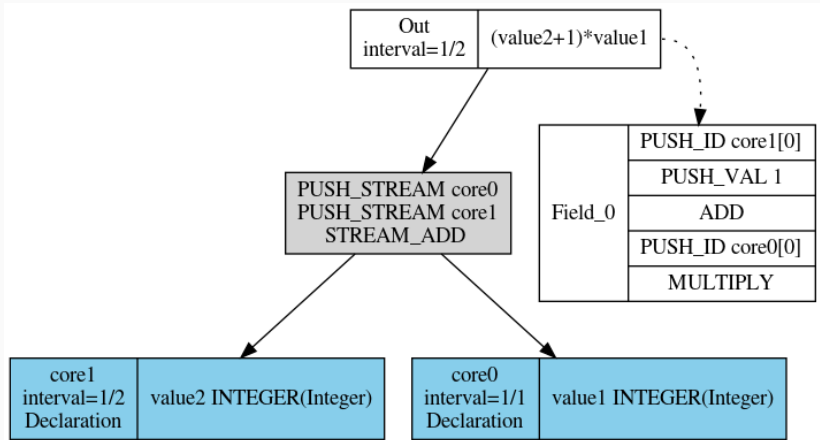 Out
interval=1/2
(value2+1)*value1
PUSH_STREAM core0
PUSH_STREAM core1
STREAM_ADD
Field_0
PUSH_ID core1[0]
PUSH_VAL 1
ADD
PUSH_ID core0[0]
MULTIPLY
core1
interval=1/2
Declaration
value2 INTEGER(Integer)
core0
interval=1/1
Declaration
value1 INTEGER(Integer)